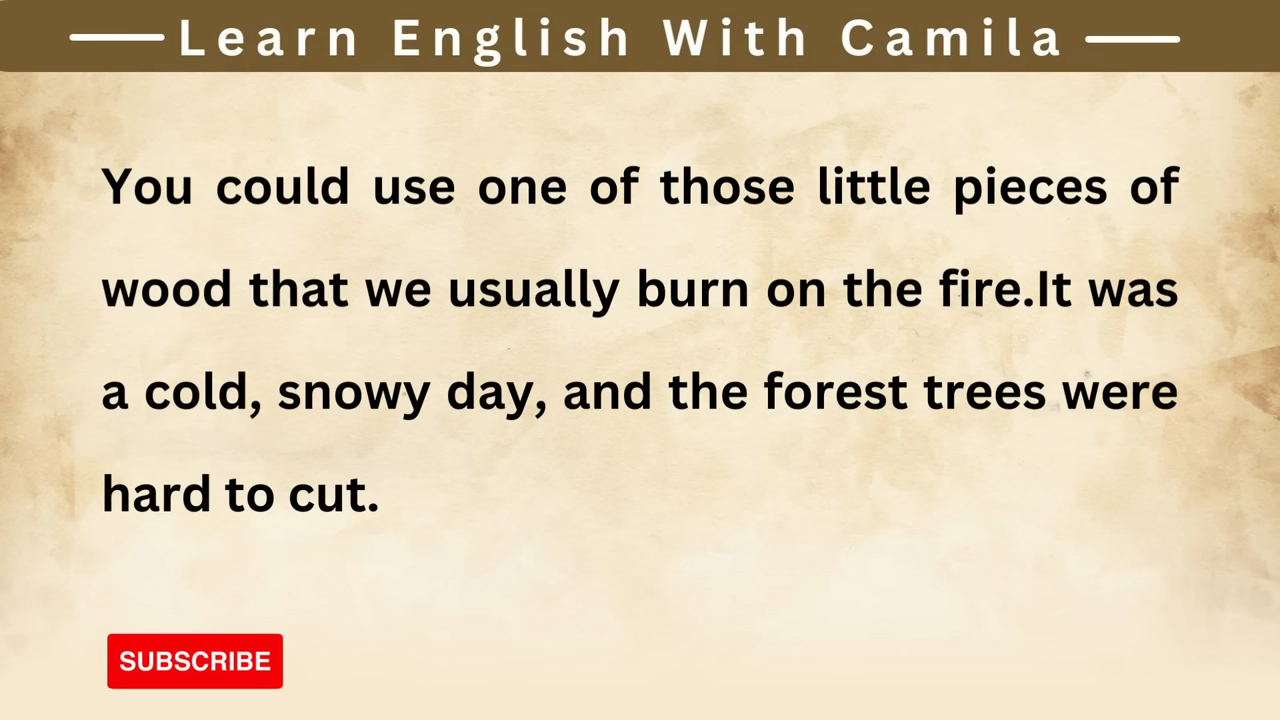 Learn English With Camila
You could use one of those little pieces of
wood that we usually burn on the fire.It was
a cold, snowy day, and the forest trees were
hard to cut.
SUBSCRIBE